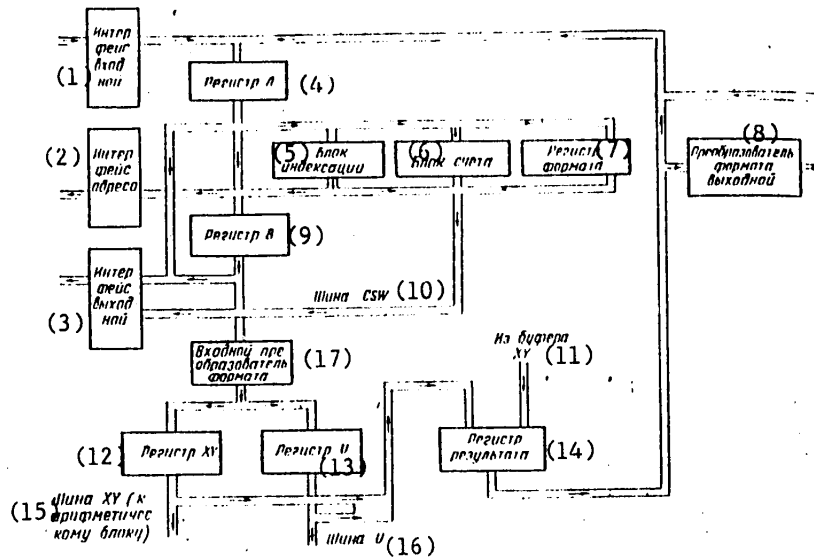 Интер
фейс
вход
ной
(1)
Регистр А
(4)
(2)
Интер
фейс
адреса
(5)
Блок
индексации
(6)
Блок счета
Регистр
формата
(7)
(8)
Преобразователь
формата
выходной
Регистр В
(9)
Интер
фейс
выход
ной
(3)
Шина CSW
(10)
Входной пре
образователь
формата
(17)
Из буфера
XY
(11)
(12)
Регистр XY
Регистр U
(13)
Регистр
результата
(14)
(15)
Шина XY (к
арифметичес
кому блоку)
Шина U
(16)